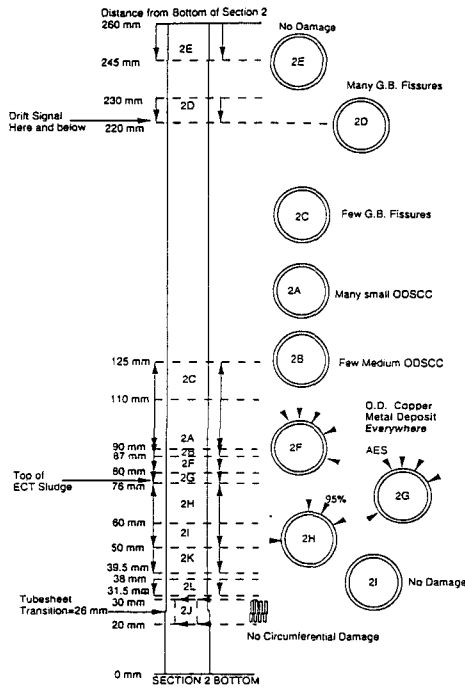 Distance from Bottom of Section 2
260 mm
No Damage
2E
2E
245 mm
Many G.B. Fissures
230 mm
2D
2D
Drift Signal
Here and below
220 mm
2C
Few G.B. Fissures
2A
Many small ODSCC
2B
Few Medium ODSCC
125 mm
2C
110 mm
O.D. Copper
Metal Deposit
Everywhere
2A
90 mm
2B
87 mm
2F
2F
AES
80 mm
2G
2G
Top of
ECT Sludge
76 mm
2H
95%
60 mm
2H
2I
50 mm
2K
2I
No Damage
39.5 mm
38 mm
2L
31.5 mm
30 mm
Tubesheet
Transition=26 mm
2J
20 mm
No Circumferential Damage
0 mm
SECTION 2 BOTTOM